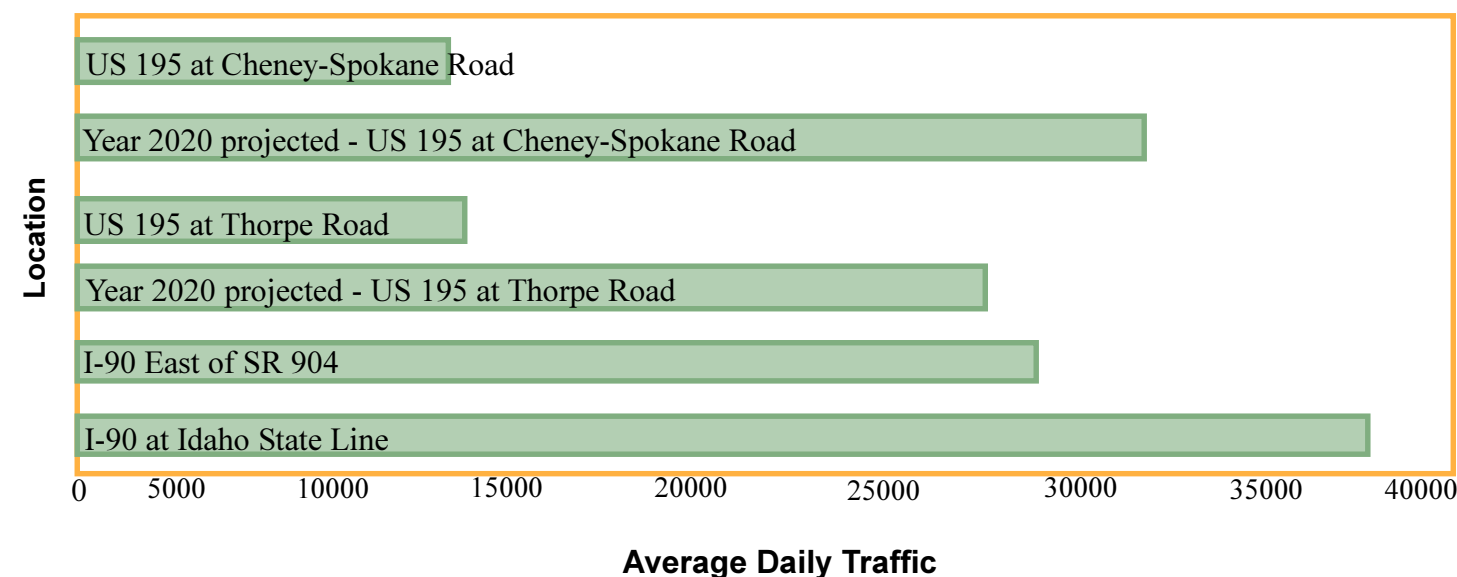 US 195 at Cheney-Spokane Road
Year 2020 projected - US 195 at Cheney-Spokane Road
US 195 at Thorpe Road
Year 2020 projected - US 195 at Thorpe Road
I-90 East of SR 904
I-90 at Idaho State Line
Location
0 5000 10000 15000 20000 25000 30000 35000 40000
Average Daily Traffic